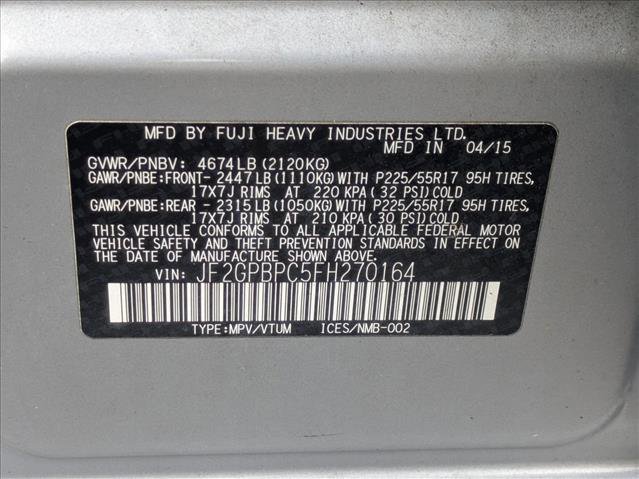 MFD BY FUJI HEAVY INDUSTRIES LTD.
MFD IN 04/15
GVWR/PNBV: 4674LB(2120KG)
GAWR/PNBE:FRONT-2447LB(1110KG)WITH P225/55R17 95H TIRES,
17X7J RIMS AT 220 KPA(32 PSI)COLD
GAWR/PNBE:REAR -2315LB(1050KG)WITH P225/55R17 95H TIRES,
17X7J RIMS AT 210 KPA(30 PSI)COLD
THIS VEHICLE CONFORMS TO ALL APPLICABLE FEDERAL MOTOR
VEHICLE SAFETY AND THEFT PREVENTION STANDARDS IN EFFECT
ON THE DATE OF MANUFACTURE SHOWN ABOVE.
VIN: JF2GPBPC5FH270164
TYPE:MPV/VTUM ICES/NMB-002